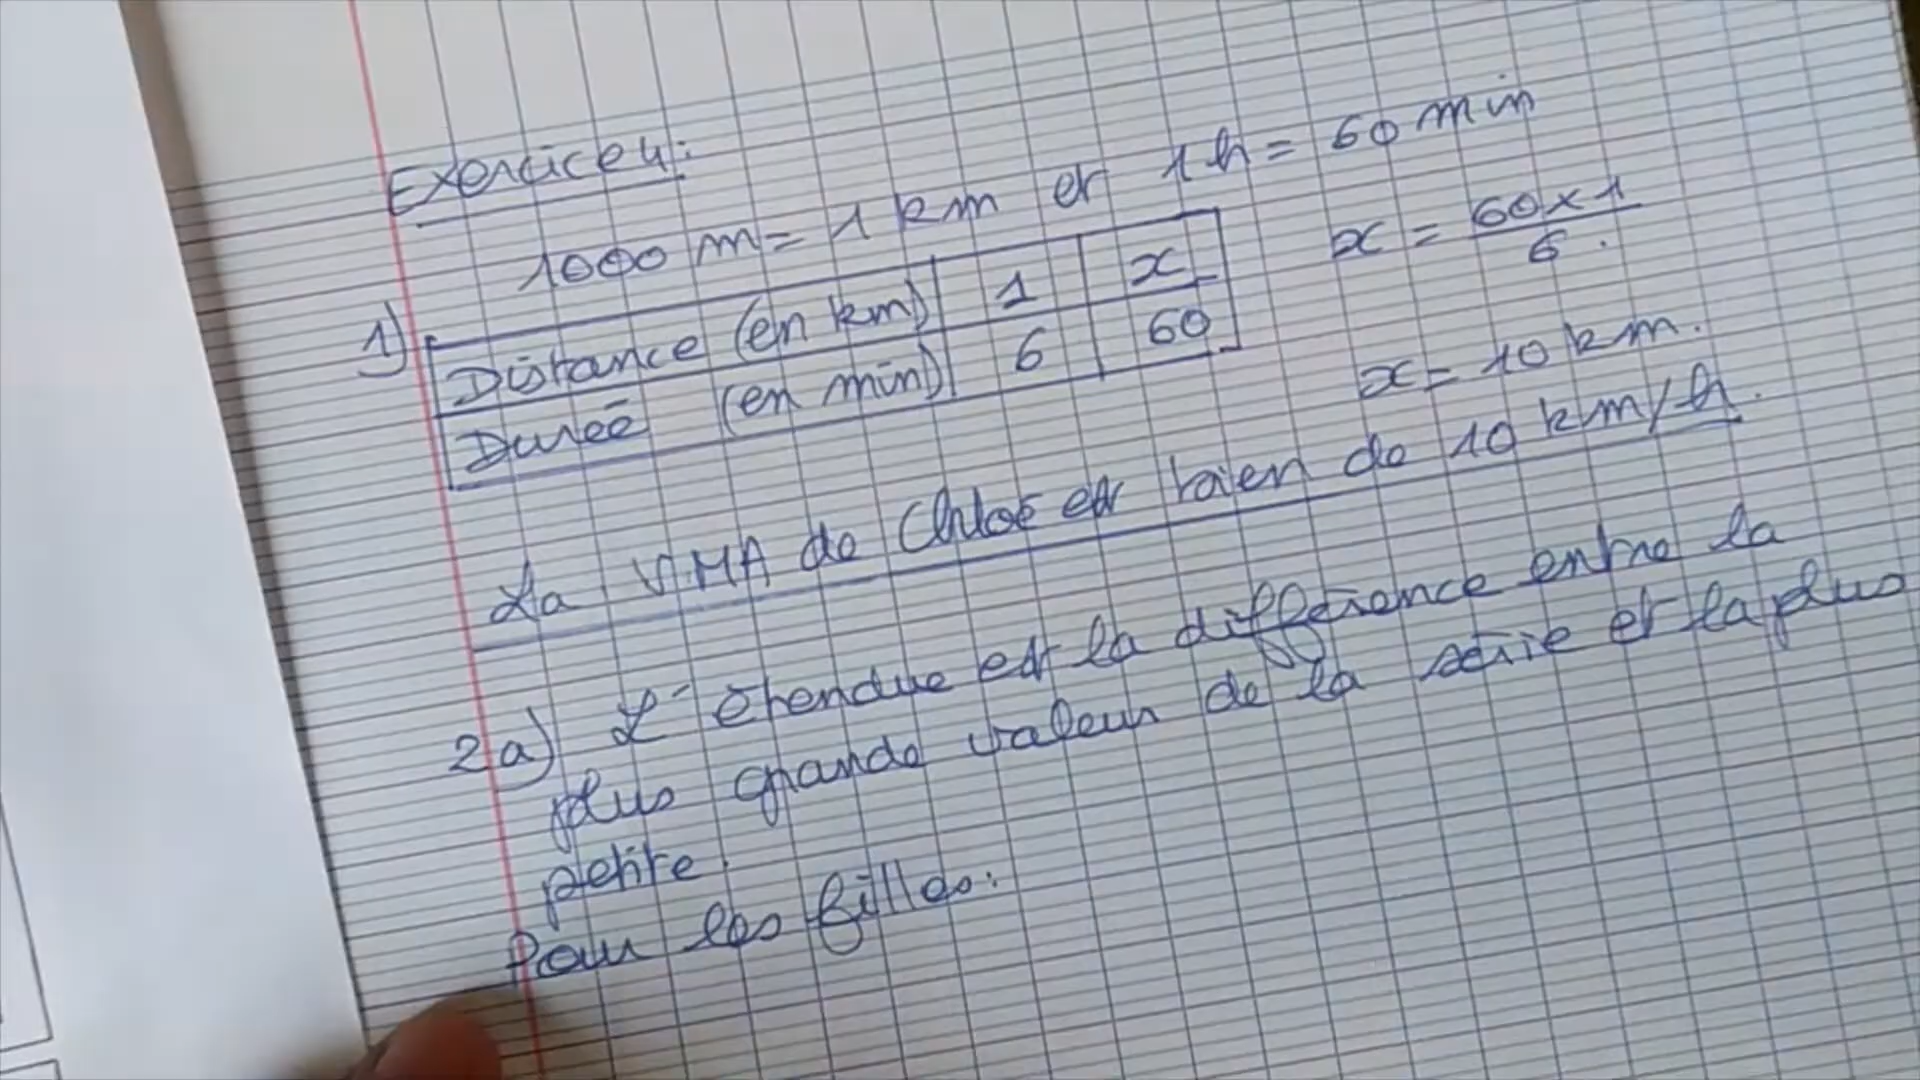 Exercice 4:
1000 m = 1 km et 1 h = 60 min
1) Distance (en km) 1 x
Durée (en min) 6 60
x = 60 x 1 / 6.
x = 10 km.
La VMA de Chloé est bien de 10 km/h.
2 a) L'étendue est la différence entre la
plus grande valeur de la série et la plus
petite.
Pour les filles: